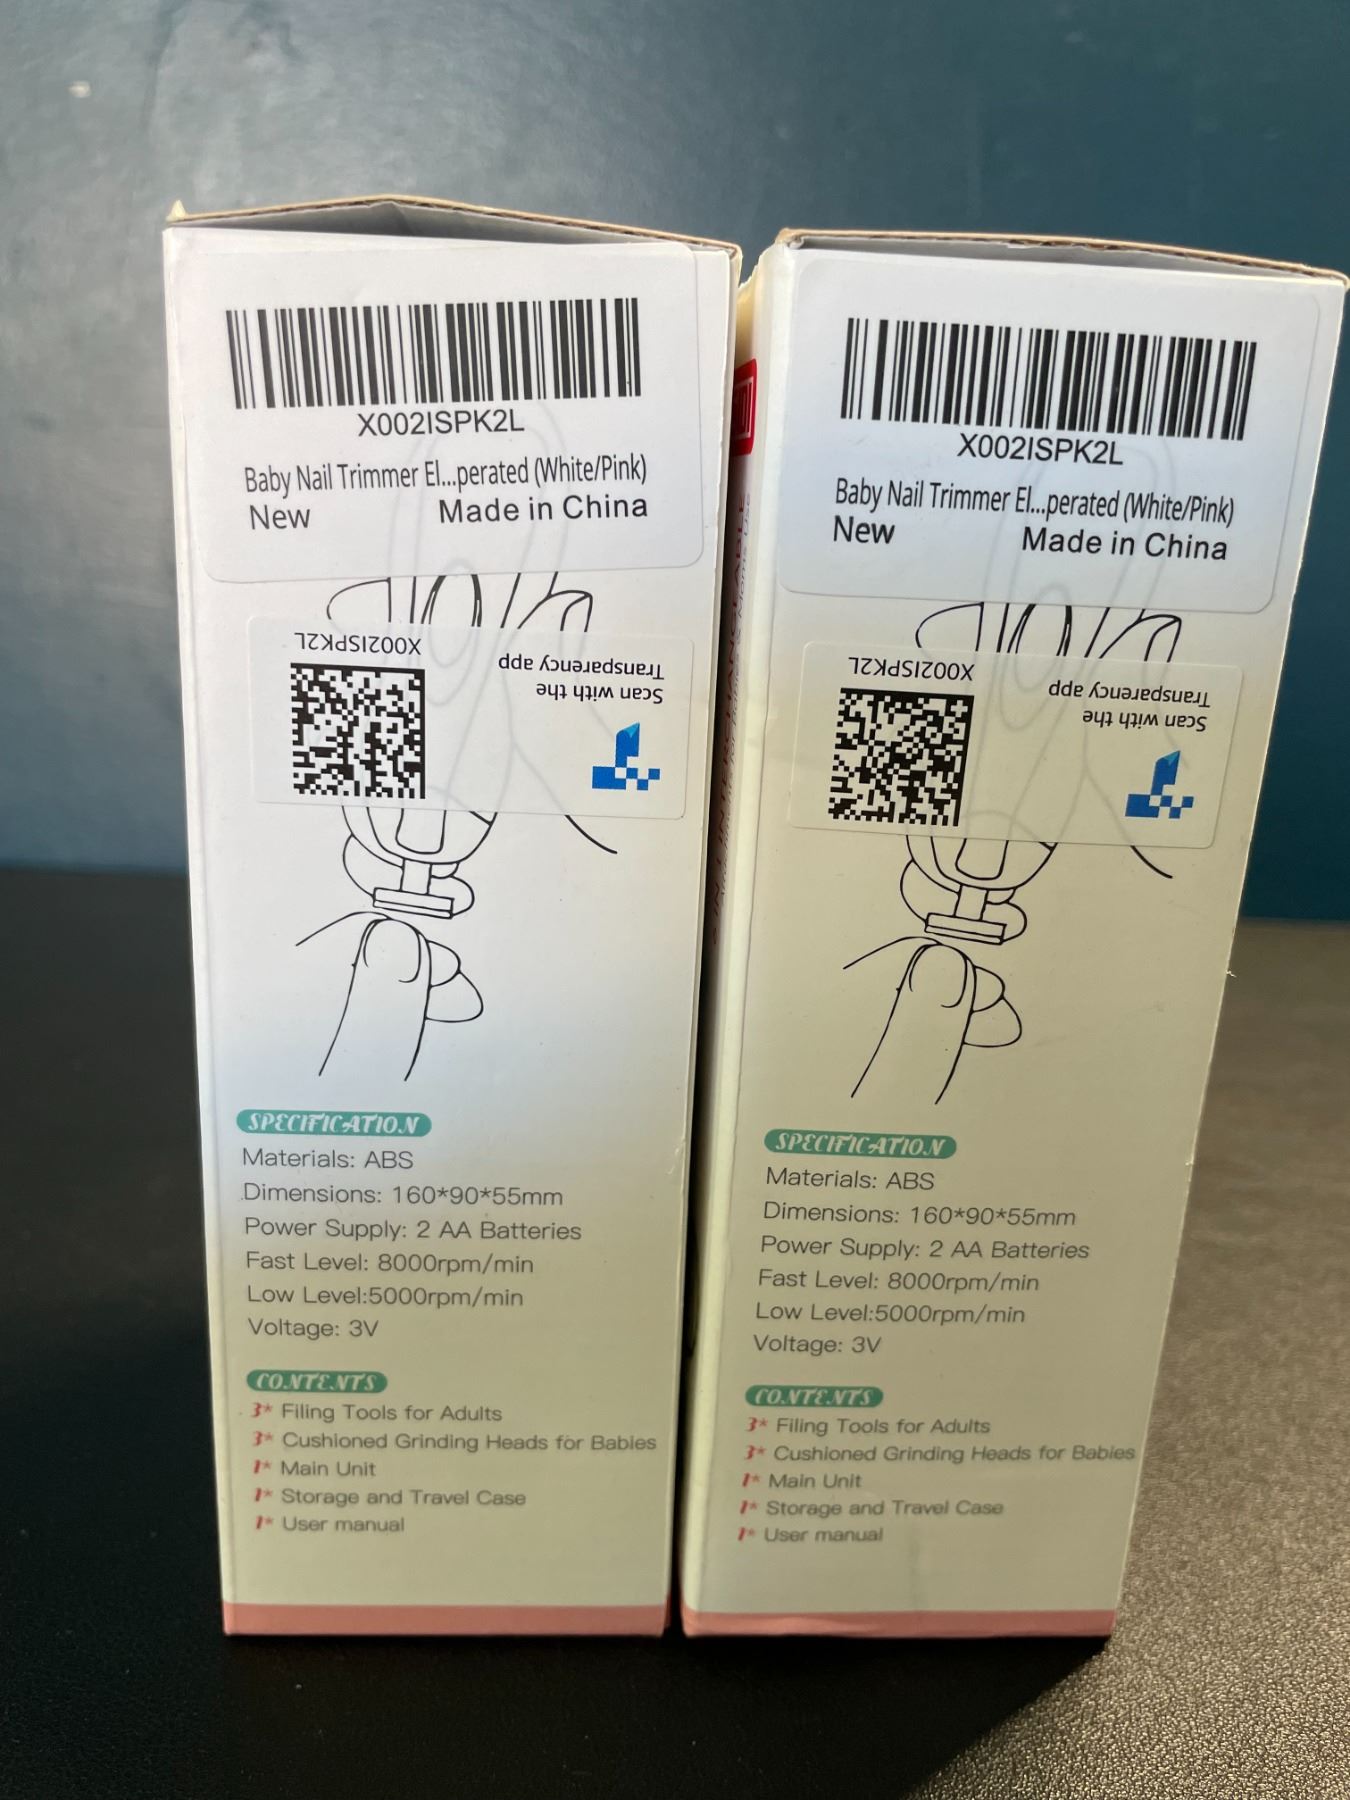 X002ISPK2L
Baby Nail Trimmer El...perated (White/Pink)
New Made in China
X002ISPK2L
Scan with the
Transparency app
SPECIFICATION
Materials: ABS
Dimensions: 160*90*55mm
Power Supply: 2 AA Batteries
Fast Level: 8000rpm/min
Low Level:5000rpm/min
Voltage: 3V
CONTENTS
3* Filing Tools for Adults
3* Cushioned Grinding Heads for Babies
1* Main Unit
1* Storage and Travel Case
1* User manual
X002ISPK2L
Baby Nail Trimmer El...perated (White/Pink)
New Made in China
X002ISPK2L
Scan with the
Transparency app
SPECIFICATION
Materials: ABS
Dimensions: 160*90*55mm
Power Supply: 2 AA Batteries
Fast Level: 8000rpm/min
Low Level:5000rpm/min
Voltage: 3V
CONTENTS
3* Filing Tools for Adults
3* Cushioned Grinding Heads for Babies
1* Main Unit
1* Storage and Travel Case
1* User manual